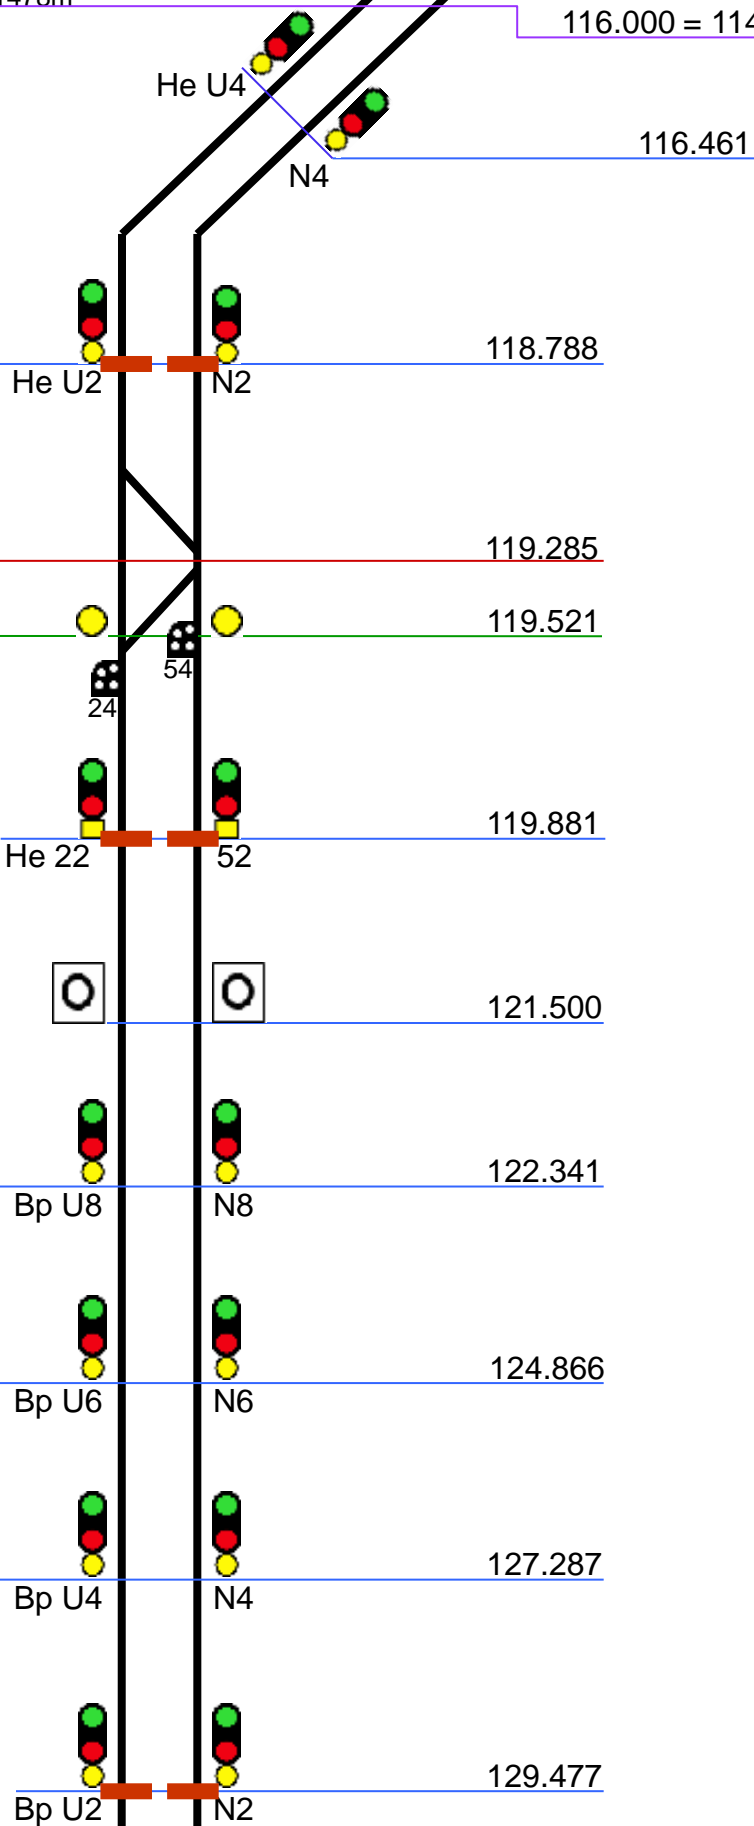 116.000 = 114
He U4
116.461
N4
118.788
He U2 N2
119.285
119.521
54
24
119.881
He 22 52
O O
121.500
122.341
Bp U8 N8
124.866
Bp U6 N6
127.287
Bp U4 N4
129.477
Bp U2 N2